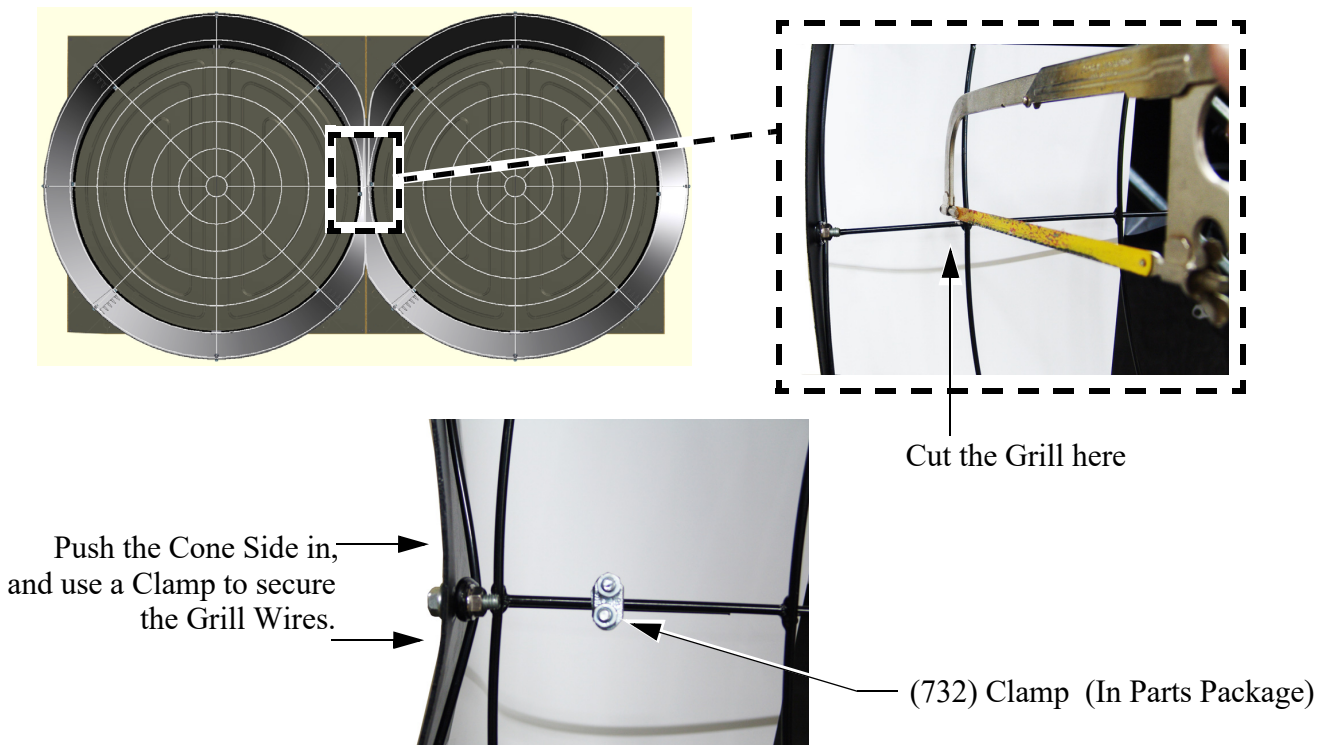 Cut the Grill here
Push the Cone Side in,
and use a Clamp to secure
the Grill Wires.
(732) Clamp (In Parts Package)